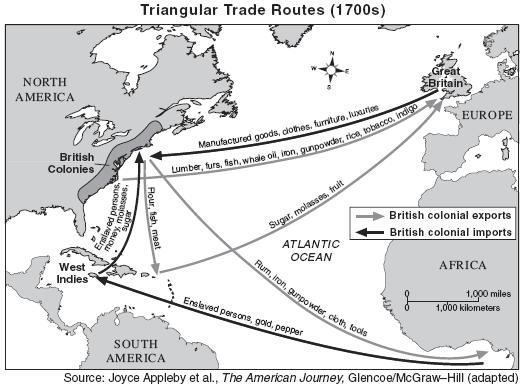 Triangular Trade Routes (1700s)
NORTH
AMERICA
N
W
E
S
Great
Britain
EUROPE
British
Colonies
Manufactured goods, clothes, furniture, luxuries
Lumber, furs, fish, whale oil, iron, gunpowder, rice, tobacco, indigo
Enslaved persons,
money, molasses,
sugar
Flour, fish, meat
Sugar, molasses, fruit
British colonial exports
British colonial imports
ATLANTIC
OCEAN
West
Indies
Rum, iron, gunpowder, cloth, tools
AFRICA
0 1,000 miles
0 1,000 kilometers
Enslaved persons, gold, pepper
SOUTH
AMERICA
Source: Joyce Appleby et al., The American Journey, Glencoe/McGraw–Hill (adapted)